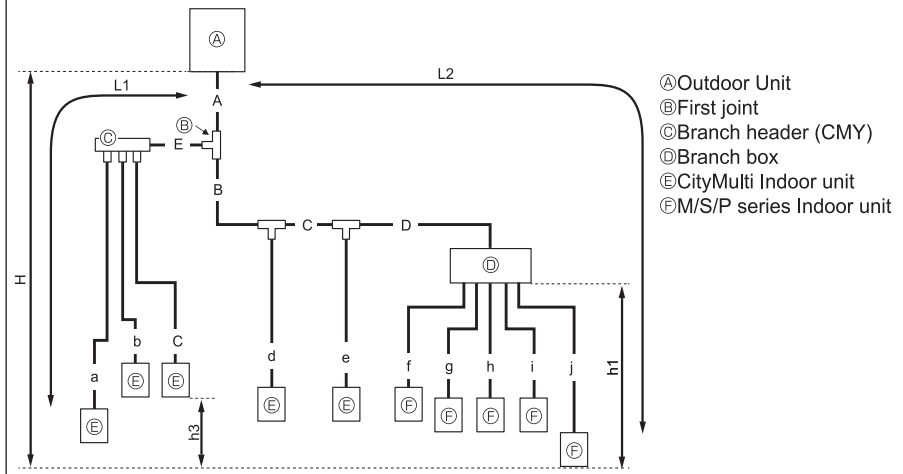 Ⓐ
L1
L2
A
Ⓑ
Ⓒ
E
B
C
D
Ⓓ
H
a
b
C
d
e
f
g
h
i
j
h1
h3
Ⓔ
Ⓔ
Ⓔ
Ⓔ
Ⓔ
Ⓕ
Ⓕ
Ⓕ
Ⓕ
Ⓕ
ⒶOutdoor Unit
ⒷFirst joint
ⒸBranch header (CMY)
ⒹBranch box
ⒺCityMulti Indoor unit
ⒻM/S/P series Indoor unit